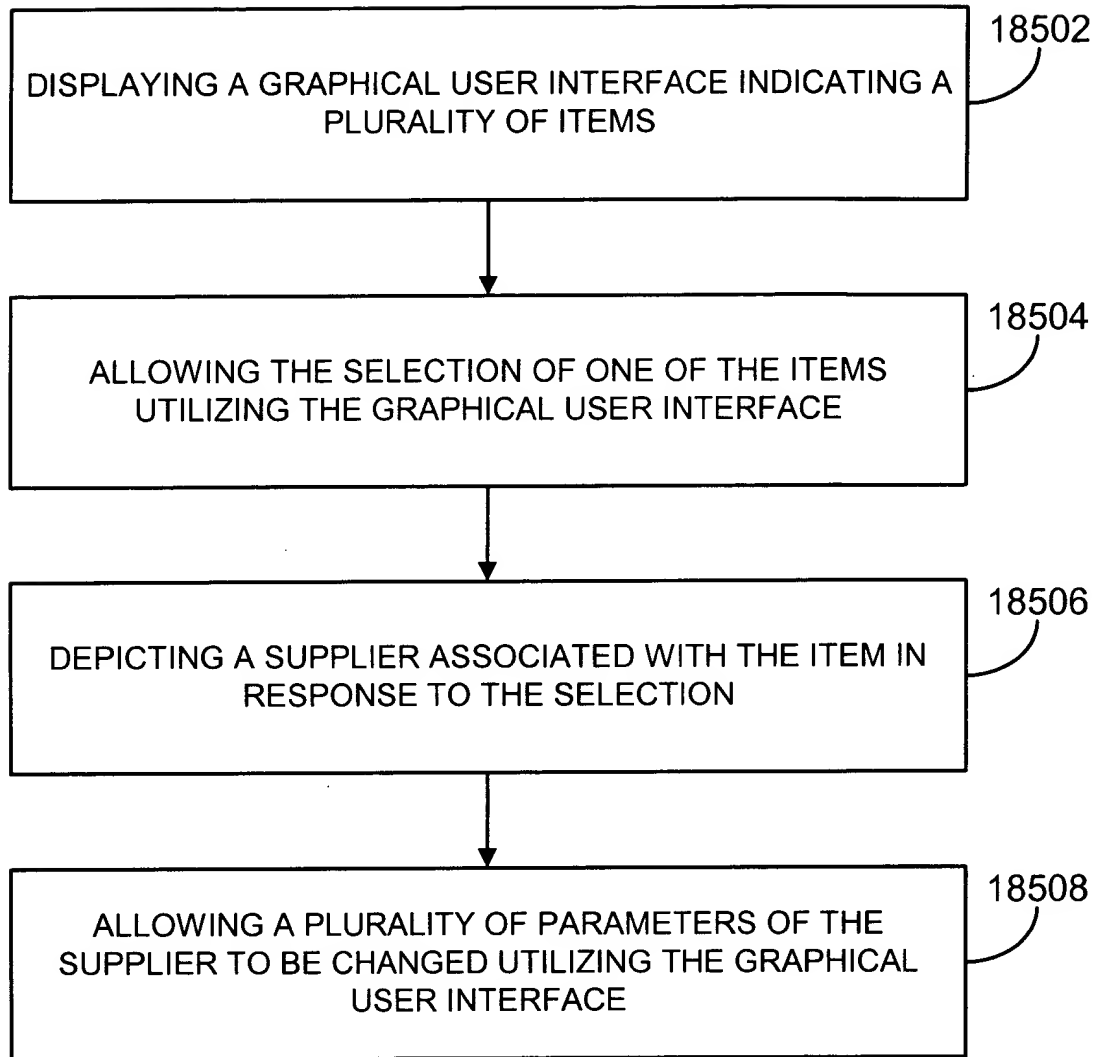 18502
DISPLAYING A GRAPHICAL USER INTERFACE INDICATING A
PLURALITY OF ITEMS
18504
ALLOWING THE SELECTION OF ONE OF THE ITEMS
UTILIZING THE GRAPHICAL USER INTERFACE
18506
DEPICTING A SUPPLIER ASSOCIATED WITH THE ITEM IN
RESPONSE TO THE SELECTION
18508
ALLOWING A PLURALITY OF PARAMETERS OF THE
SUPPLIER TO BE CHANGED UTILIZING THE GRAPHICAL
USER INTERFACE